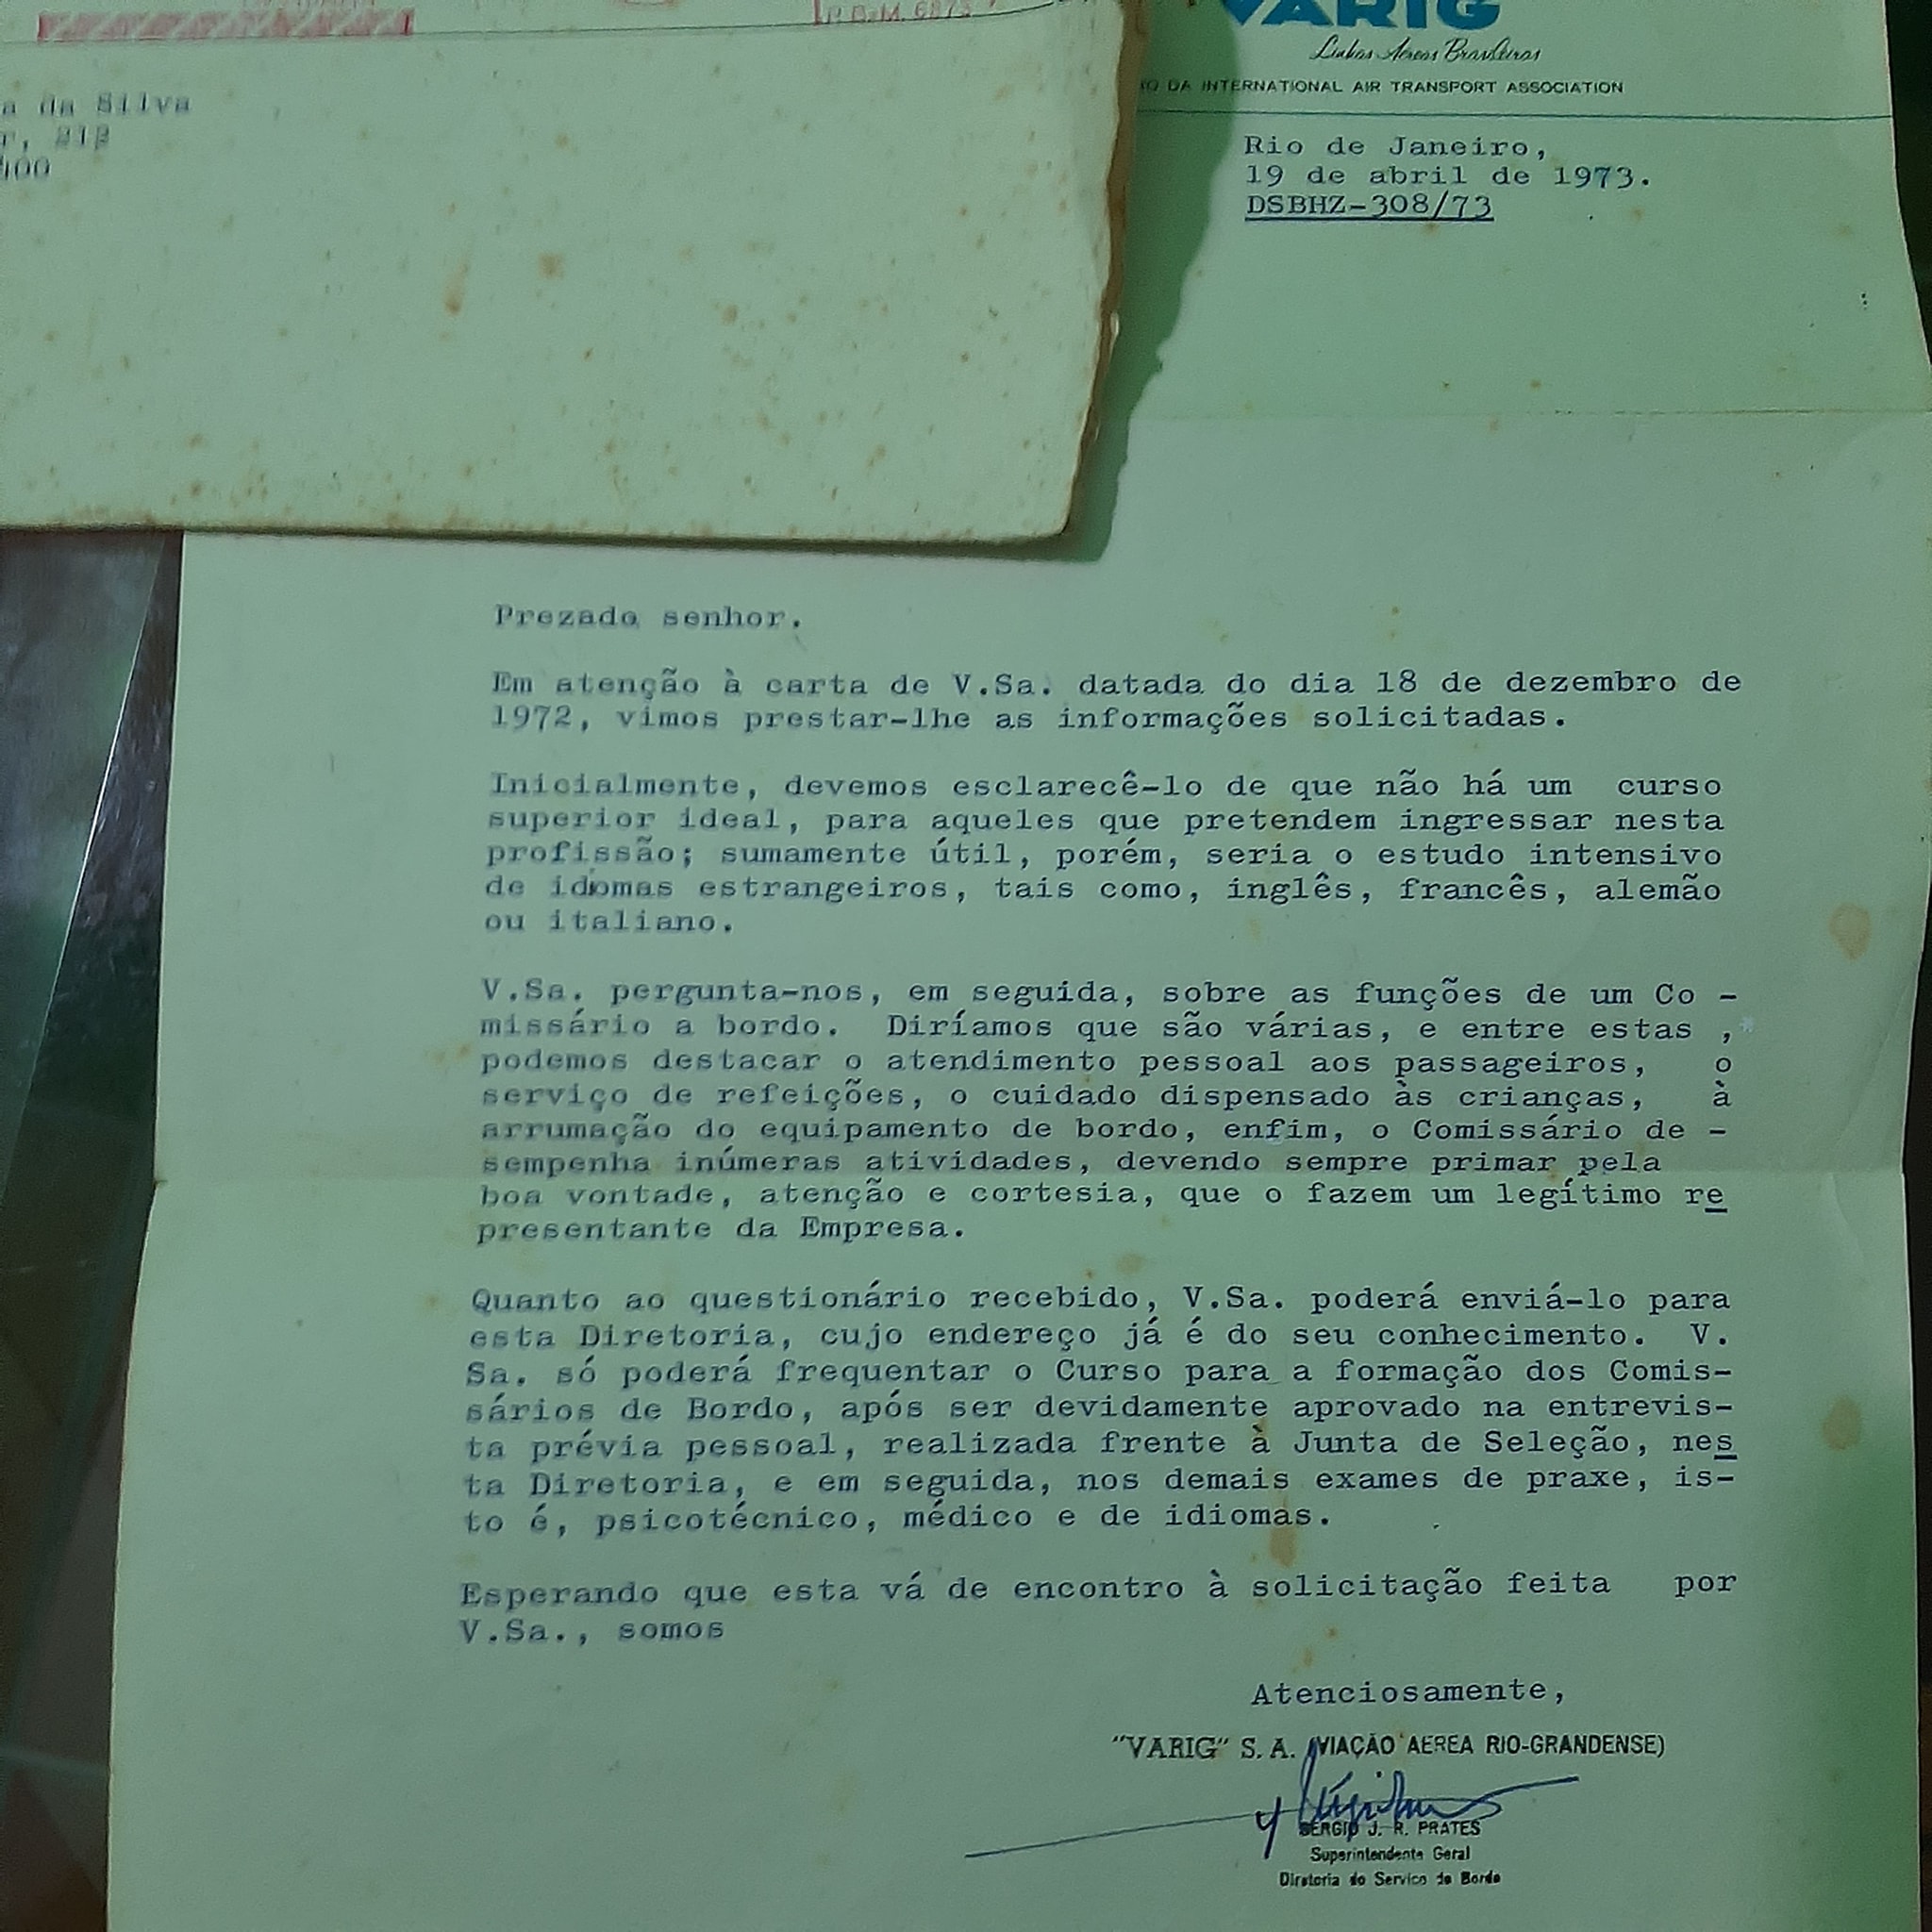 P.B.M. 6873
a da Silva
VARIG
Linhas Aéreas Brasileiras
DA INTERNATIONAL AIR TRANSPORT ASSOCIATION
Rio de Janeiro,
19 de abril de 1973.
DSBHZ-308/73
Prezado senhor.
Em atenção à carta de V.Sa. datada do dia 18 de dezembro de
1972, vimos prestar-lhe as informações solicitadas.
Inicialmente, devemos esclarecê-lo de que não há um curso
superior ideal, para aqueles que pretendem ingressar nesta
profissão; sumamente útil, porém, seria o estudo intensivo
de idomas estrangeiros, tais como, inglês, francês, alemão
ou italiano.
V.Sa. pergunta-nos, em seguida, sobre as funções de um Co -
missário a bordo. Diríamos que são várias, e entre estas ,
podemos destacar o atendimento pessoal aos passageiros, o
serviço de refeições, o cuidado dispensado às crianças, à
arrumação do equipamento de bordo, enfim, o Comissário de -
sempenha inúmeras atividades, devendo sempre primar pela
boa vontade, atenção e cortesia, que o fazem um legítimo re
presentante da Empresa.
Quanto ao questionário recebido, V.Sa. poderá enviá-lo para
esta Diretoria, cujo endereço já é do seu conhecimento. V.
Sa. só poderá frequentar o Curso para a formação dos Comis-
sários de Bordo, após ser devidamente aprovado na entrevis-
ta prévia pessoal, realizada frente à Junta de Seleção, nes
ta Diretoria, e em seguida, nos demais exames de praxe, is-
to é, psicotécnico, médico e de idiomas.
Esperando que esta vá de encontro à solicitação feita por
V.Sa., somos
Atenciosamente,
"VARIG" S. A. (VIAÇÃO AEREA RIO-GRANDENSE)
SERGIO J. R. PRATES
Superintendente Geral
Diretoria do Servico de Bordo